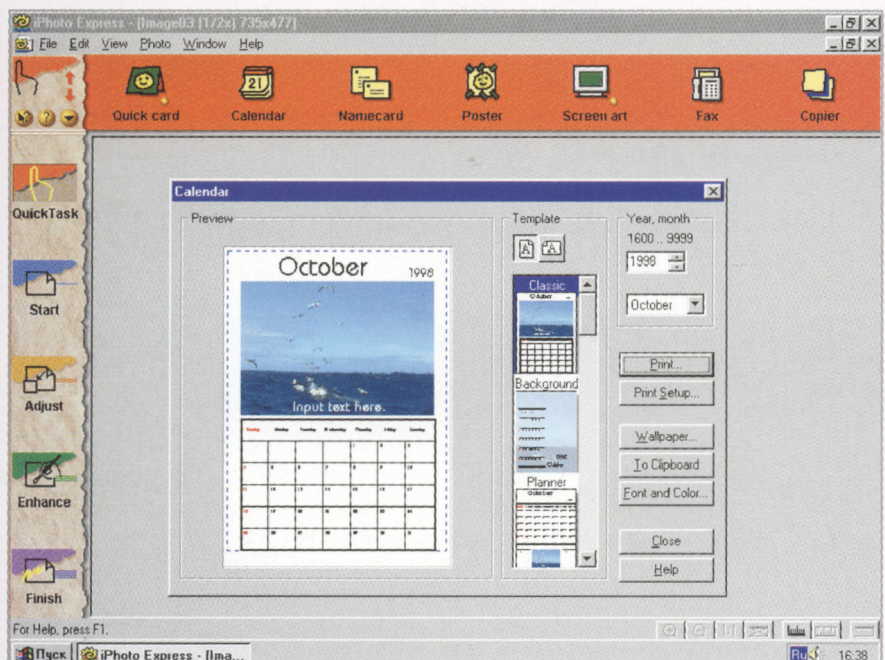 iPhoto Express - [Image03 [1/2x] 735x477]
File Edit View Photo Window Help
Quick card Calendar Namecard Poster Screen art Fax Copier
QuickTask
Start
Adjust
Enhance
Finish
Calendar
Preview
October 1998
Input text here.
Template
Classic
Background
Planner
Year, month
1600 .. 9999
1998
October
Print...
Print Setup...
Wallpaper...
To Clipboard
Font and Color...
Close
Help
For Help, press F1.
Пуск iPhoto Express - [Ima...
Ru 16:38